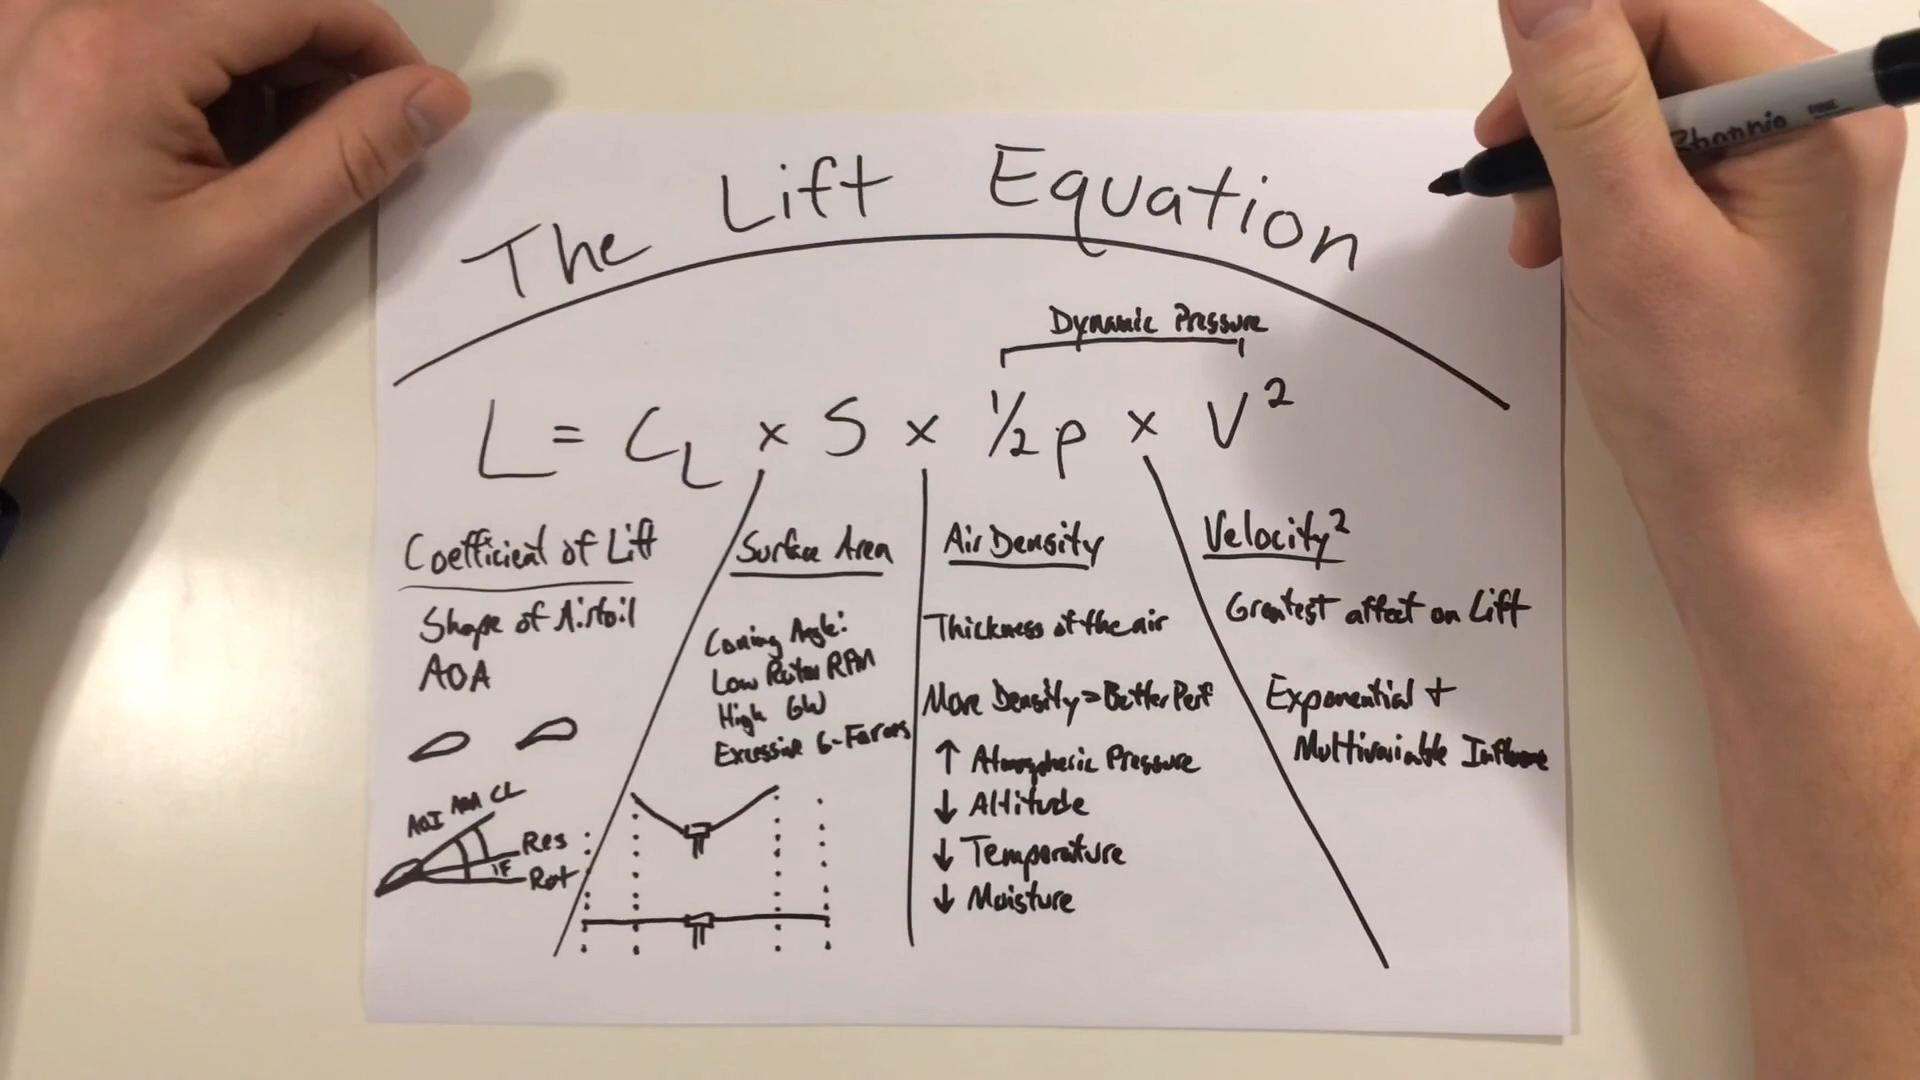 The Lift Equation
Dynamic Pressure
L = CL x S x 1/2 p x V²
Coefficient of Lift
Shape of Airfoil
AOA
AOI AOA CL
Res
IF
Rot
Surface Area
Coning Angle:
Low Rotor RPM
High GW
Excessive G-Forces
Air Density
Thickness of the air
More Density = Better Perf
↑ Atmospheric Pressure
↓ Altitude
↓ Temperature
↓ Moisture
Velocity²
Greatest affect on Lift
Exponential +
Multivariable Influence
FINE